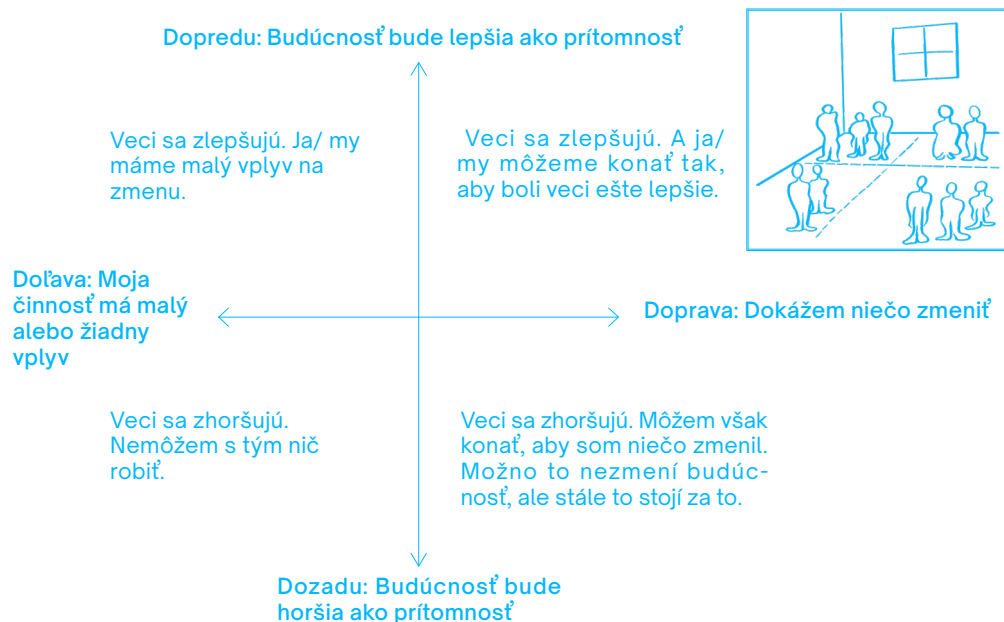 Dopredu: Budúcnosť bude lepšia ako prítomnosť
Veci sa zlepšujú. Ja/ my
máme malý vplyv na
zmenu.
Veci sa zlepšujú. A ja/
my môžeme konať tak,
aby boli veci ešte lepšie.
Doľava: Moja
činnosť má malý
alebo žiadny
vplyv
Doprava: Dokážem niečo zmeniť
Veci sa zhoršujú.
Nemôžem s tým nič
robiť.
Veci sa zhoršujú. Môžem však
konať, aby som niečo zmenil.
Možno to nezmení budúc-
nosť, ale stále to stojí za to.
Dozadu: Budúcnosť bude
horšia ako prítomnosť